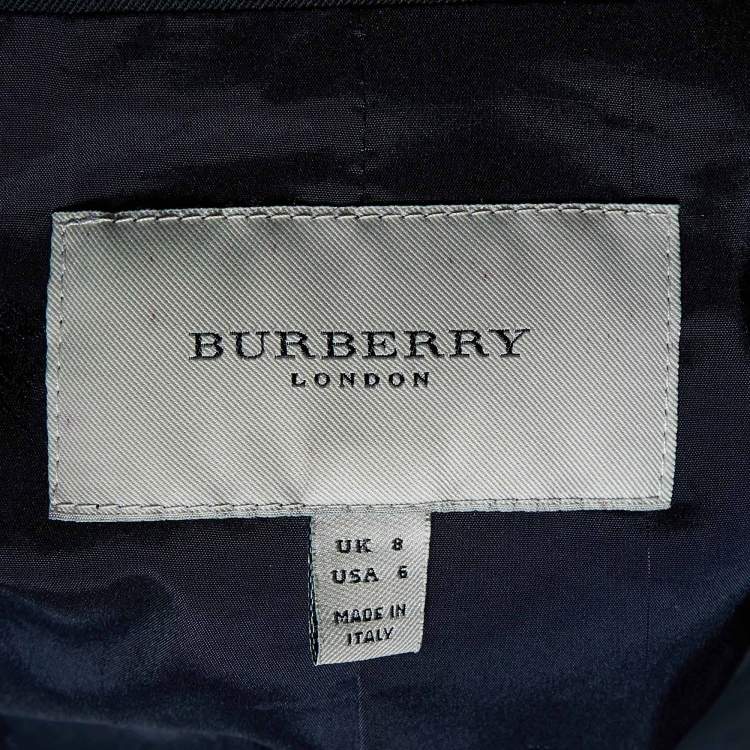 BURBERRY
LONDON
UK 8
USA 6
MADE IN
ITALY